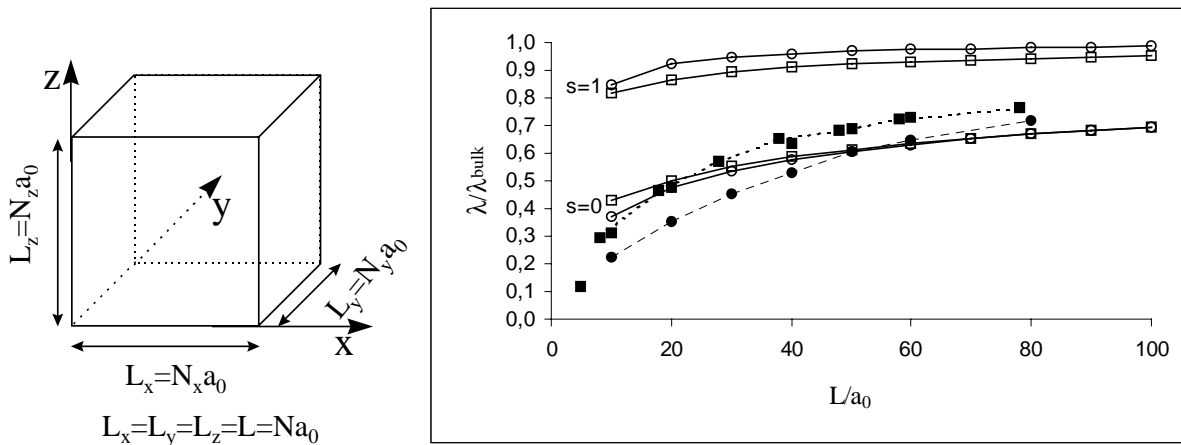 z
L_z=N_za_0
y
L_y=N_ya_0
x
L_x=N_xa_0
L_x=L_y=L_z=L=Na_0
λ/λ_bulk
1,0
0,9
0,8
0,7
0,6
0,5
0,4
0,3
0,2
0,1
0,0
s=1
s=0
0 20 40 60 80 100
L/a_0